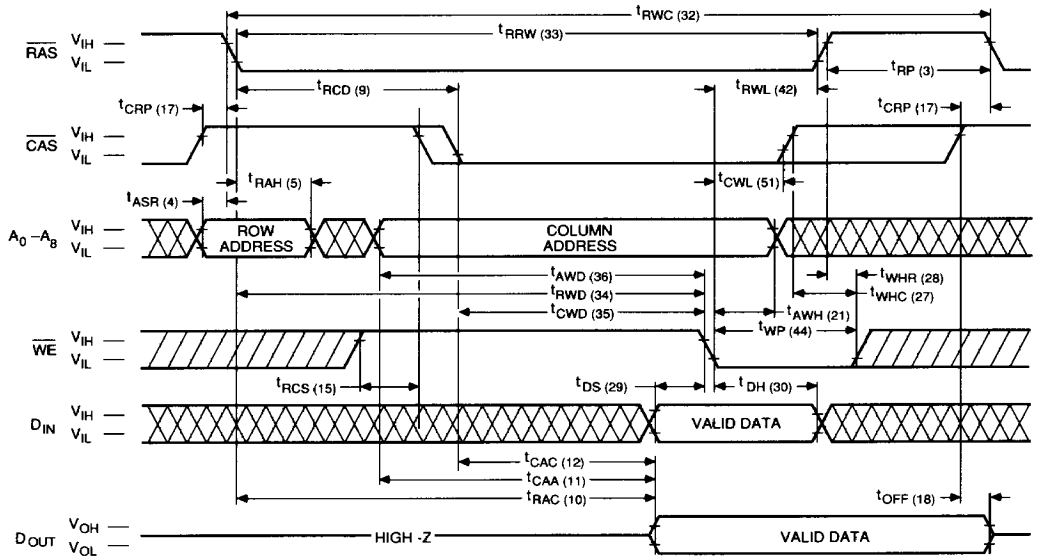 tRWC (32)
RAS VIH tRRW (33)
VIL tRP (3)
tRCD (9) tRWL (42)
tCRP (17) tCRP (17)
CAS VIH
VIL
tRAH (5) tCWL (51)
tASR (4)
A0 –A8 VIH ROW ADDRESS COLUMN ADDRESS
VIL
tAWD (36) tWHR (28)
tRWD (34) tWHC (27)
tCWD (35) tAWH (21)
tWP (44)
WE VIH
VIL
tRCS (15) tDS (29) tDH (30)
DIN VIH VALID DATA
VIL
tCAC (12)
tCAA (11)
tRAC (10) tOFF (18)
DOUT VOH HIGH -Z VALID DATA
VOL